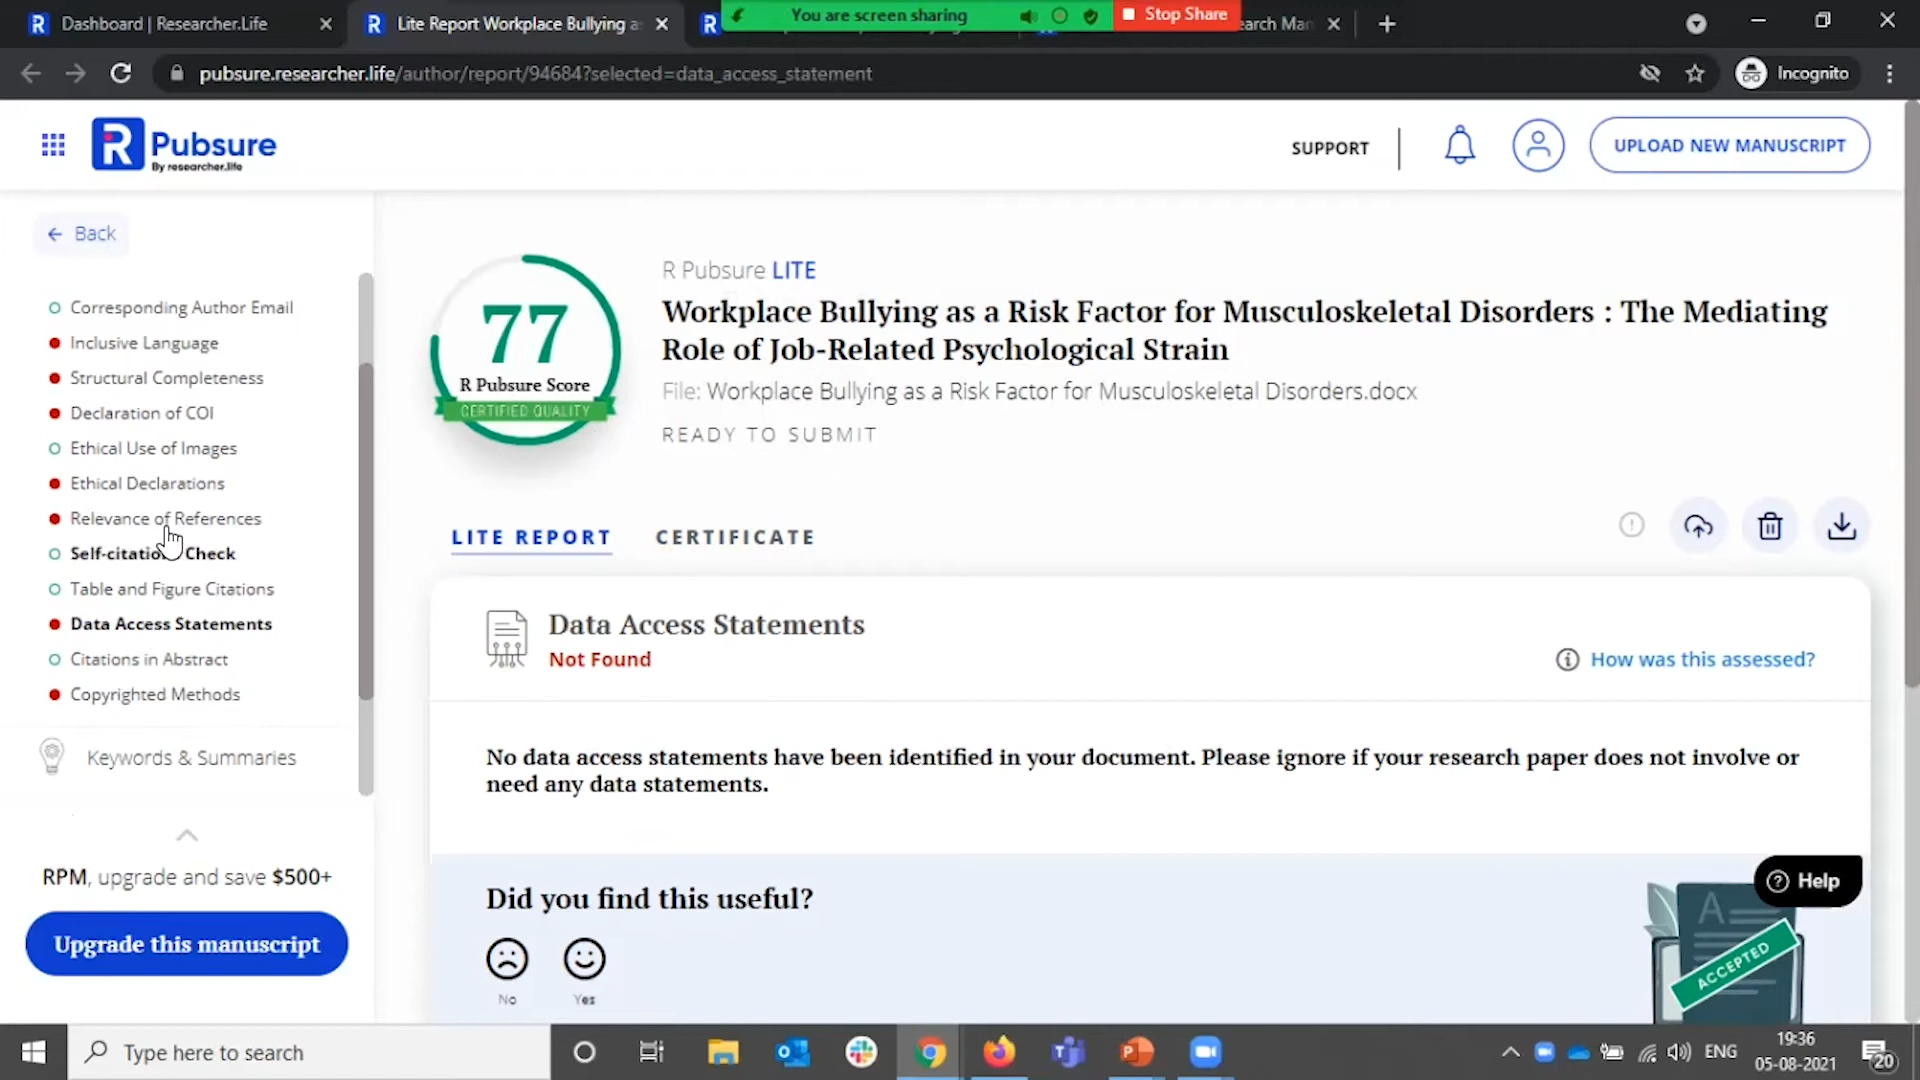 Dashboard | Researcher.Life
Lite Report Workplace Bullying as
You are screen sharing
Stop Share
earch Man
pubsure.researcher.life/author/report/94684?selected=data_access_statement
Incognito
R Pubsure
By researcher.life
SUPPORT
UPLOAD NEW MANUSCRIPT
Back
Corresponding Author Email
Inclusive Language
Structural Completeness
Declaration of COI
Ethical Use of Images
Ethical Declarations
Relevance of References
Self-citation Check
Table and Figure Citations
Data Access Statements
Citations in Abstract
Copyrighted Methods
Keywords & Summaries
RPM, upgrade and save $500+
Upgrade this manuscript
77
R Pubsure Score
CERTIFIED QUALITY
R Pubsure LITE
Workplace Bullying as a Risk Factor for Musculoskeletal Disorders : The Mediating
Role of Job-Related Psychological Strain
File: Workplace Bullying as a Risk Factor for Musculoskeletal Disorders.docx
READY TO SUBMIT
LITE REPORT
CERTIFICATE
Data Access Statements
Not Found
How was this assessed?
No data access statements have been identified in your document. Please ignore if your research paper does not involve or
need any data statements.
Did you find this useful?
No
Yes
A
ACCEPTED
Help
Type here to search
ENG
19:36
05-08-2021
20